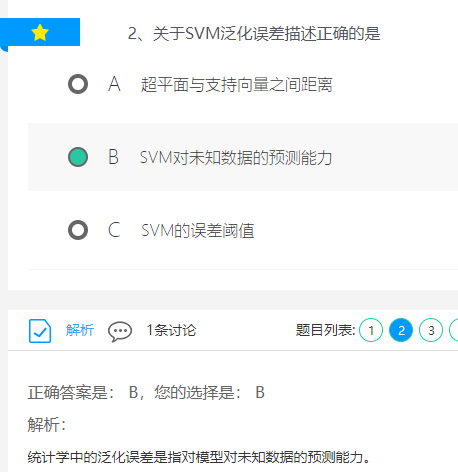 2、关于SVM泛化误差描述正确的是
A 超平面与支持向量之间距离
B SVM对未知数据的预测能力
C SVM的误差阈值
解析 1条讨论 题目列表: 1 2 3
正确答案是： B，您的选择是： B
解析：
统计学中的泛化误差是指对模型对未知数据的预测能力。